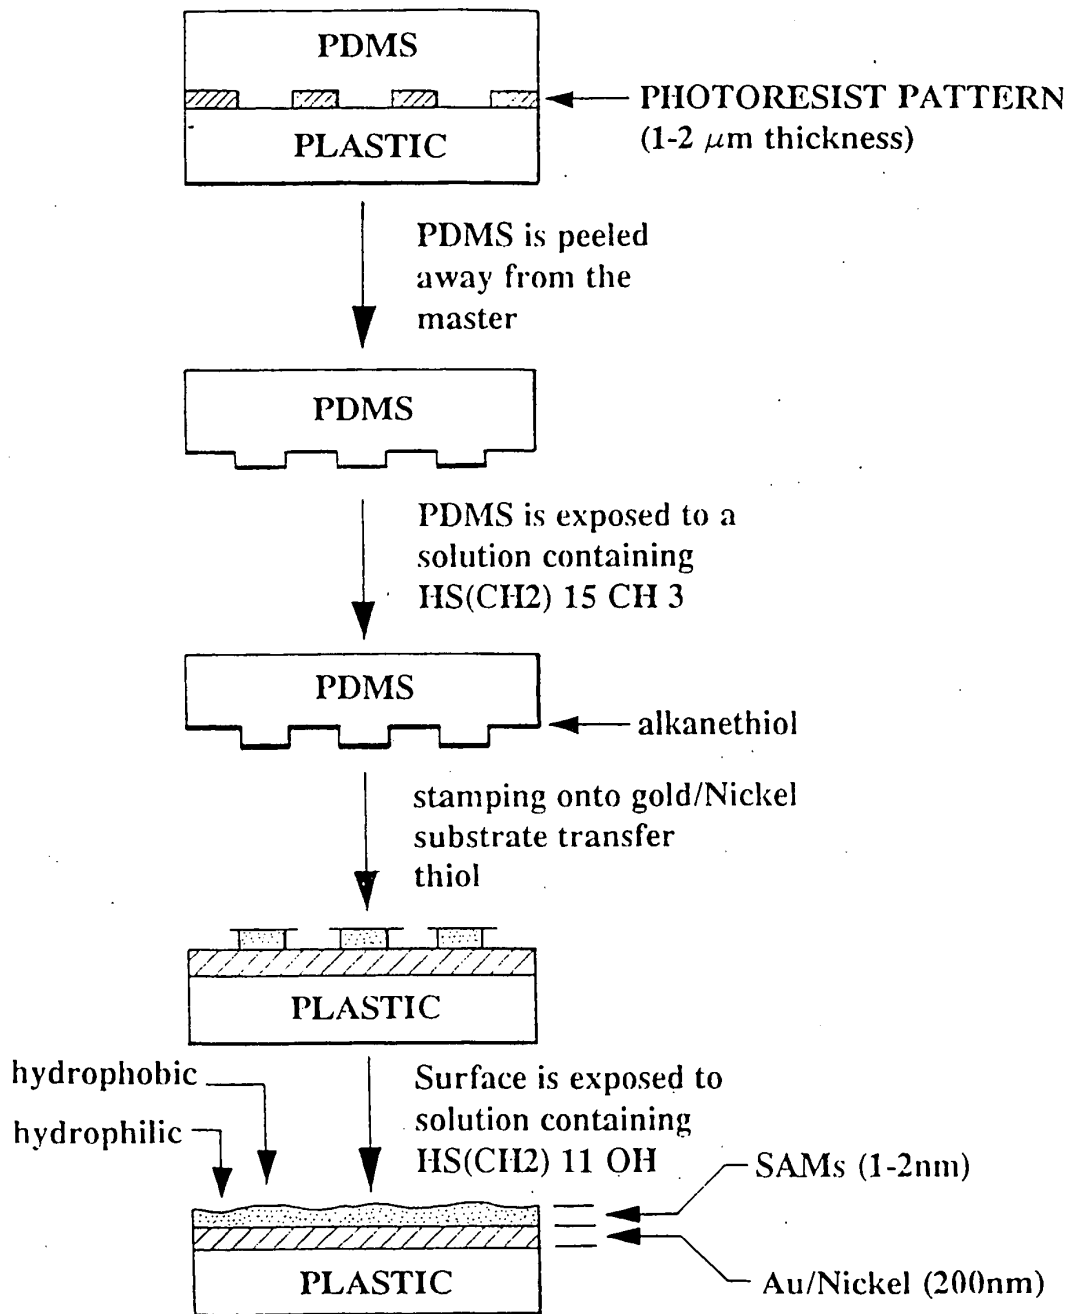 PDMS
PHOTORESIST PATTERN
(1-2 μm thickness)
PLASTIC
PDMS is peeled
away from the
master
PDMS
PDMS is exposed to a
solution containing
HS(CH2) 15 CH 3
PDMS
alkanethiol
stamping onto gold/Nickel
substrate transfer
thiol
PLASTIC
hydrophobic
hydrophilic
Surface is exposed to
solution containing
HS(CH2) 11 OH
SAMs (1-2nm)
PLASTIC
Au/Nickel (200nm)